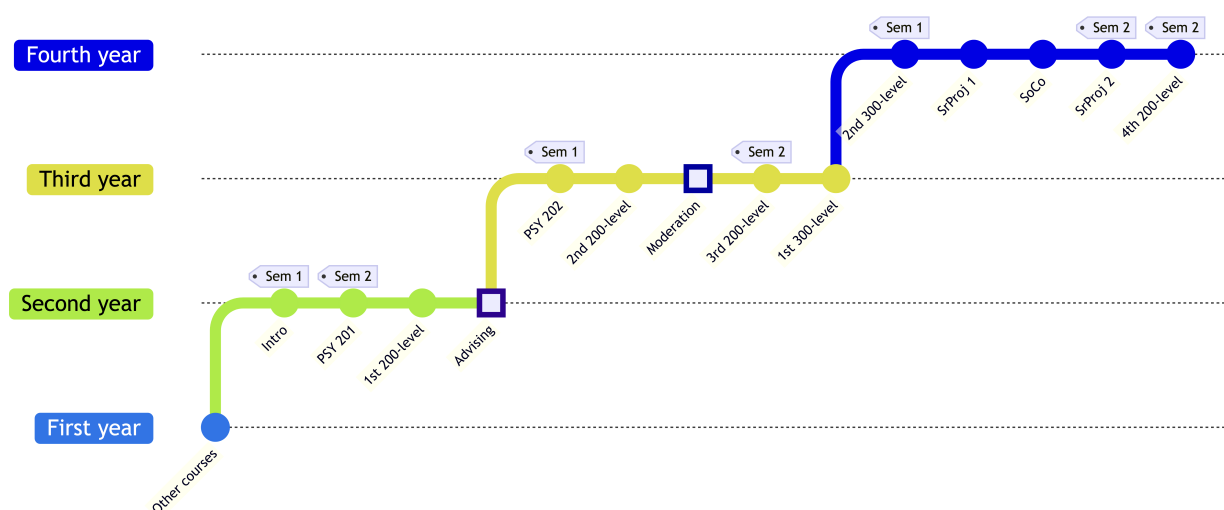 Fourth year
Sem 1
Sem 2
Sem 2
2nd 300-level
SrProj 1
SoCo
SrProj 2
4th 200-level
Third year
Sem 1
Sem 2
PSY 202
2nd 200-level
Moderation
3rd 200-level
1st 300-level
Second year
Sem 1
Sem 2
Intro
PSY 201
1st 200-level
Advising
First year
Other courses